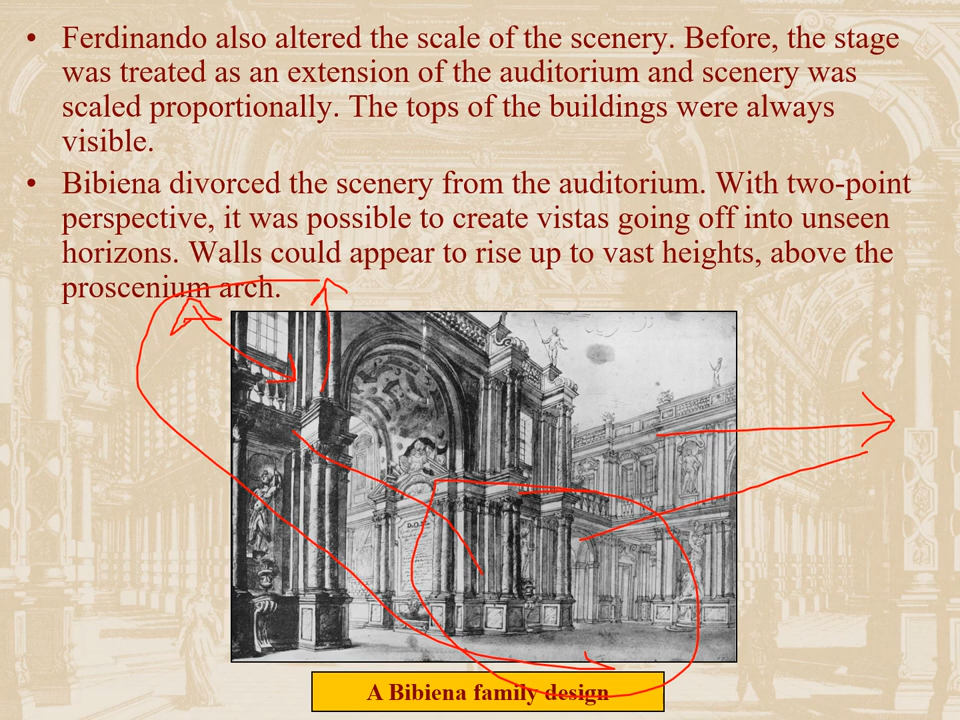 • Ferdinando also altered the scale of the scenery. Before, the stage
was treated as an extension of the auditorium and scenery was
scaled proportionally. The tops of the buildings were always
visible.
• Bibiena divorced the scenery from the auditorium. With two-point
perspective, it was possible to create vistas going off into unseen
horizons. Walls could appear to rise up to vast heights, above the
proscenium arch.
A Bibiena family design